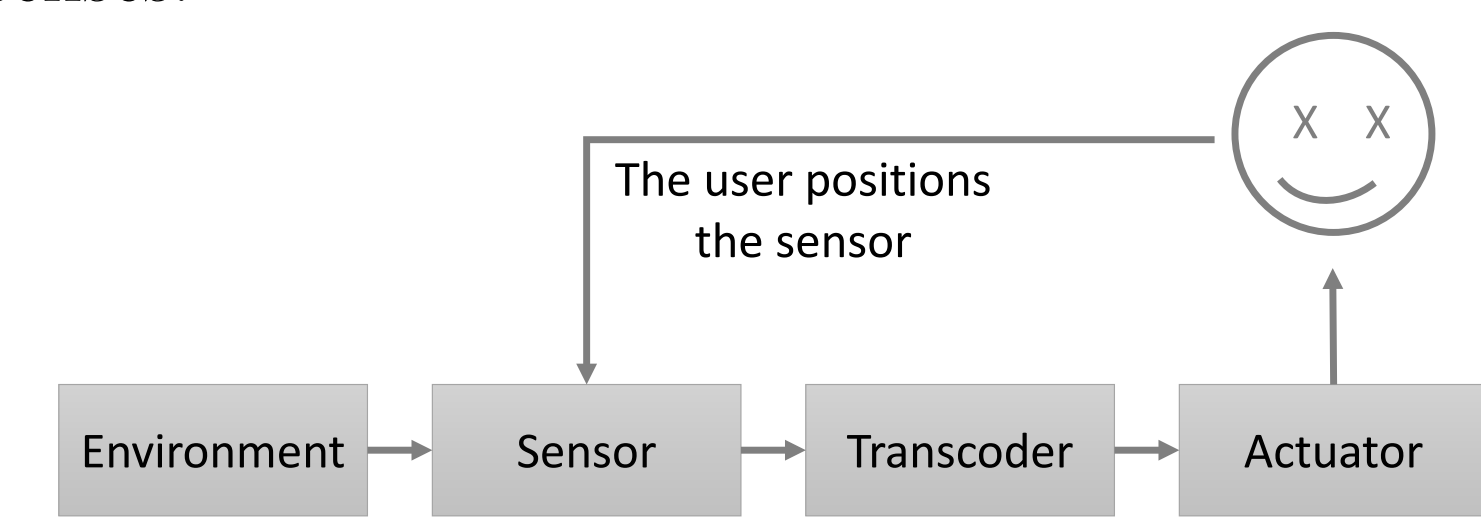 X X
The user positions
the sensor
Environment
Sensor
Transcoder
Actuator